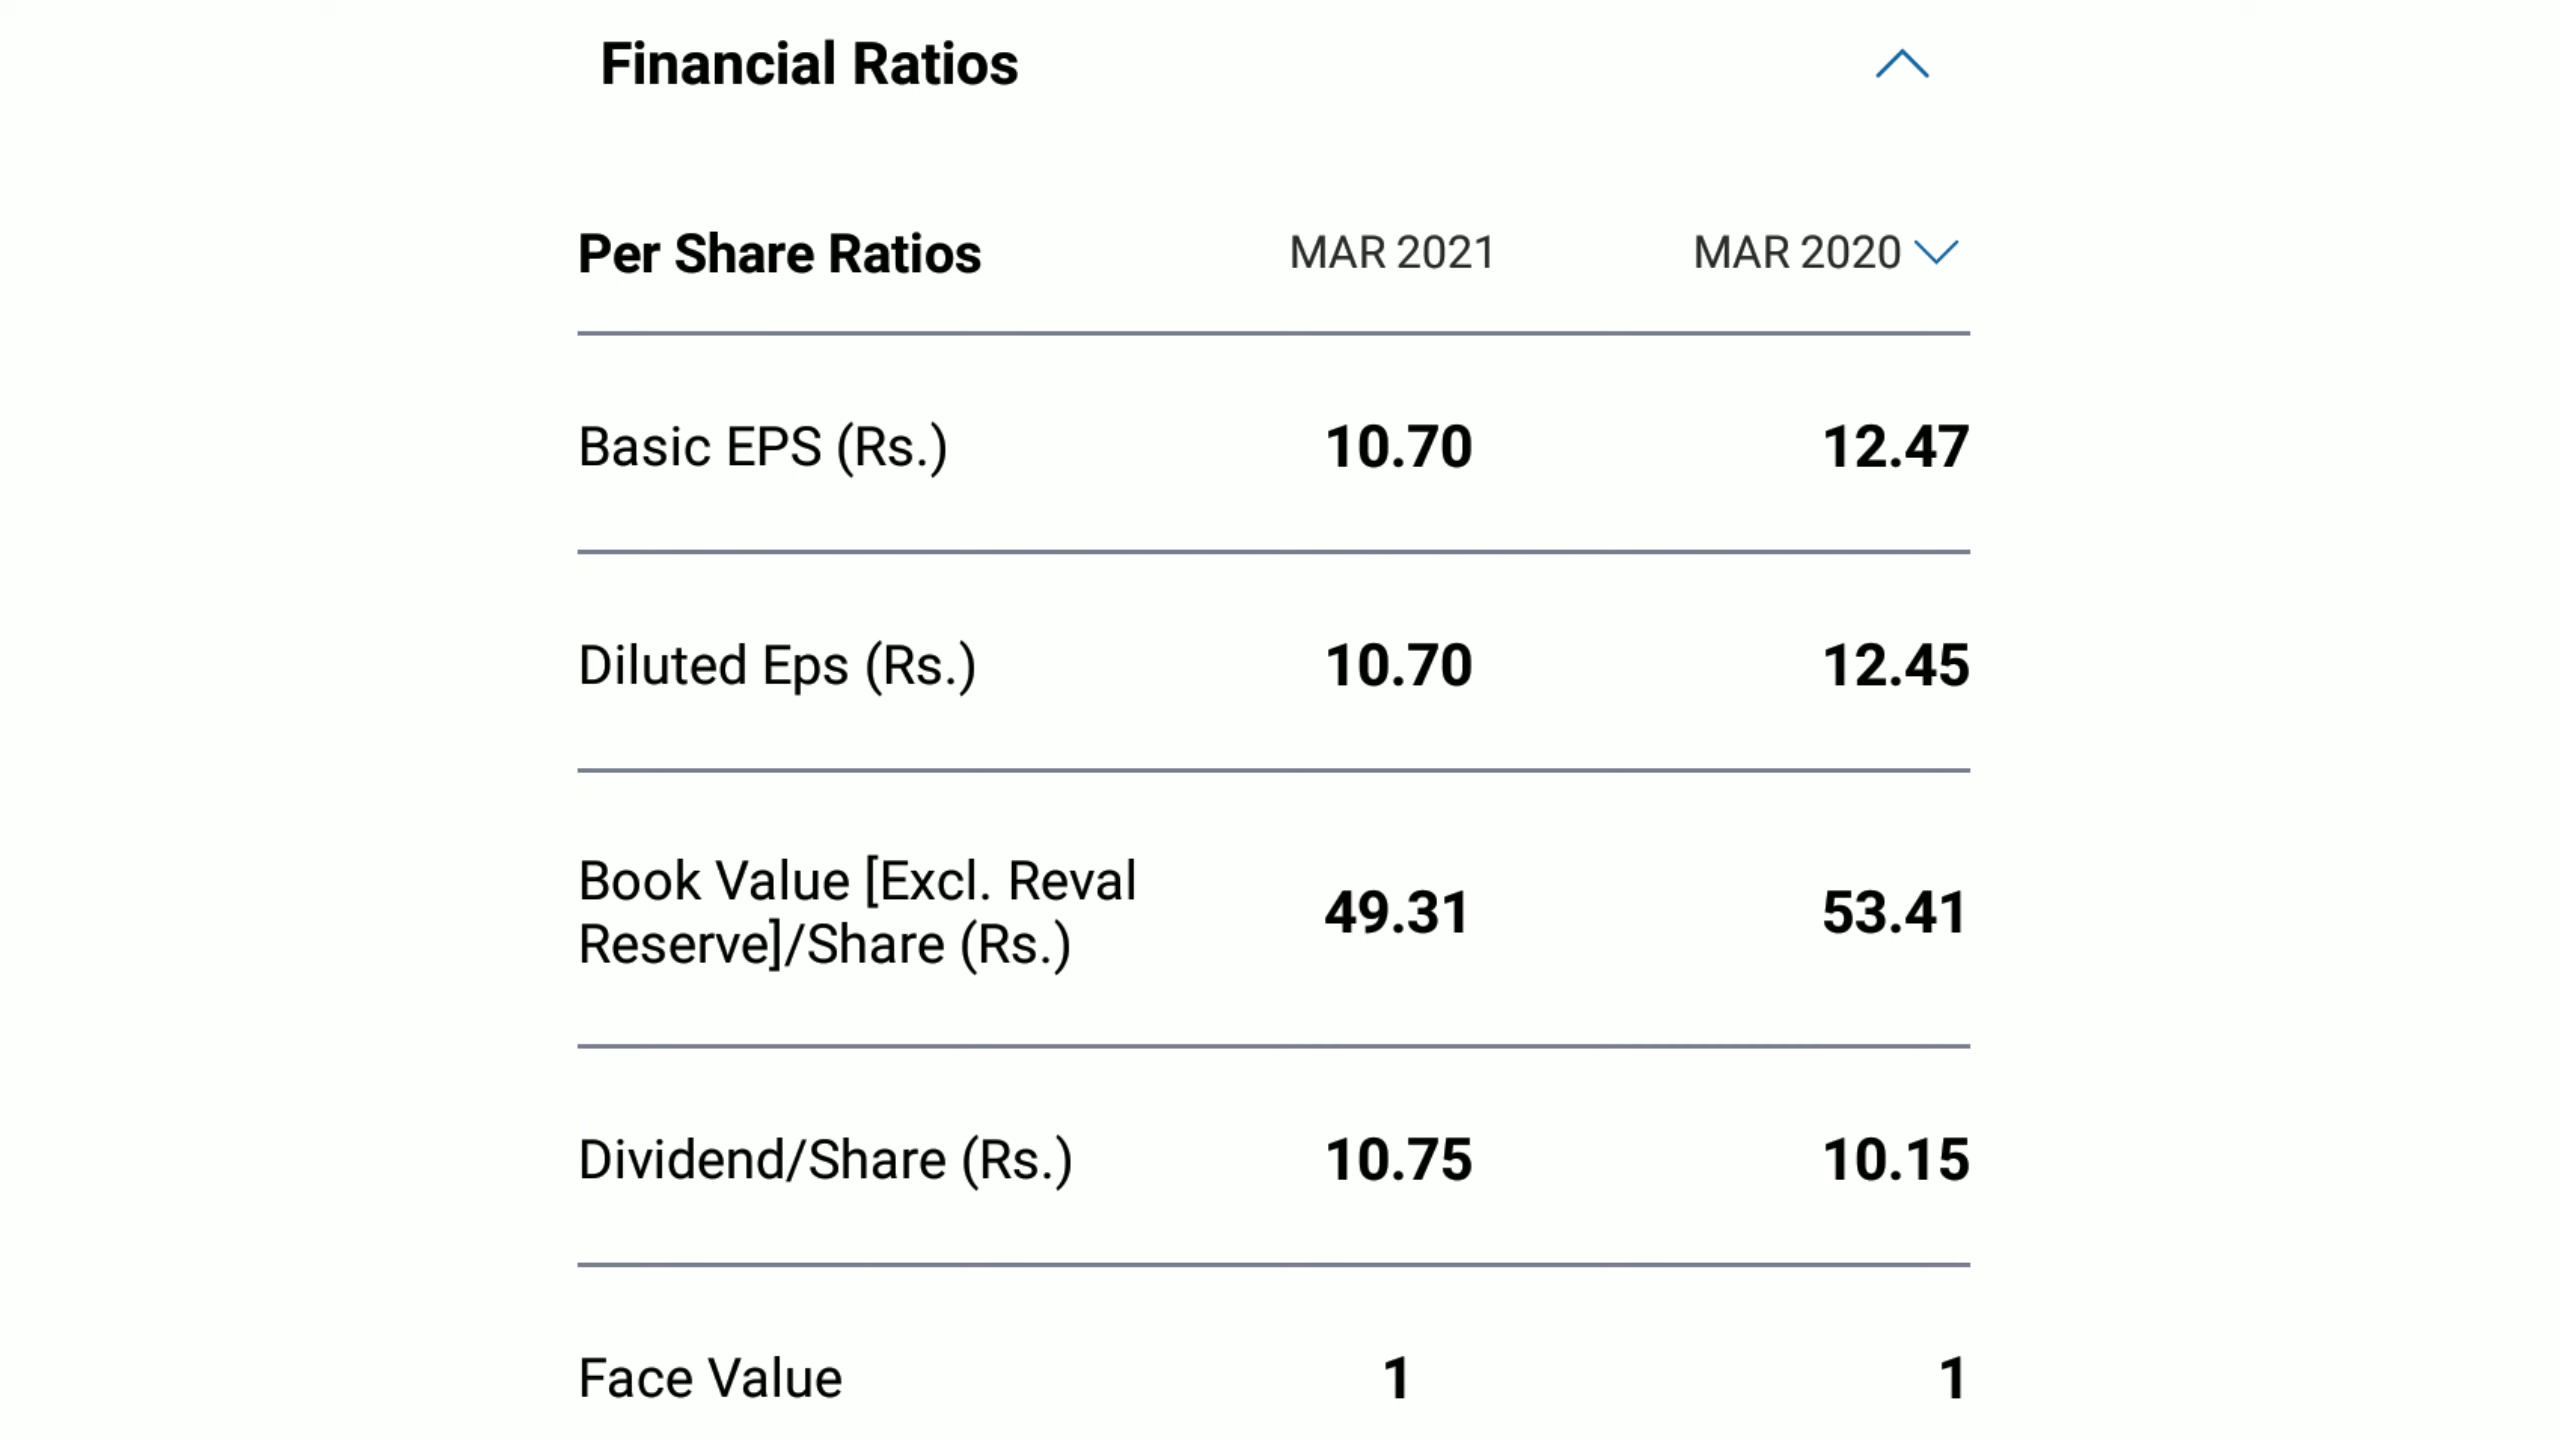 Financial Ratios
Per Share Ratios MAR 2021 MAR 2020
Basic EPS (Rs.) 10.70 12.47
Diluted Eps (Rs.) 10.70 12.45
Book Value [Excl. Reval
Reserve]/Share (Rs.) 49.31 53.41
Dividend/Share (Rs.) 10.75 10.15
Face Value 1 1